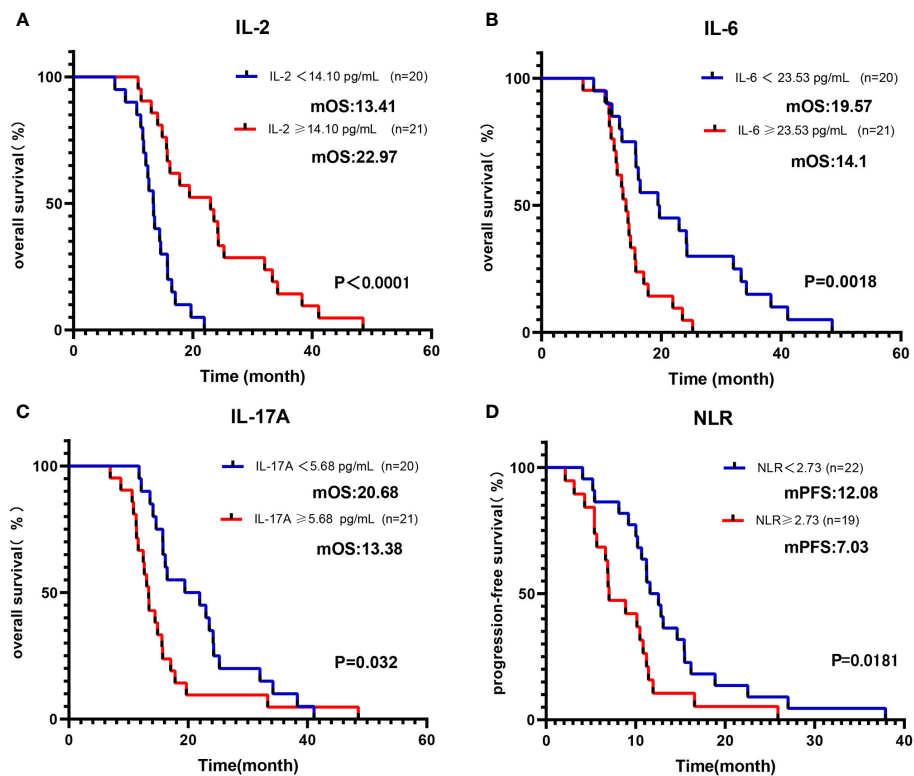 A
IL-2
IL-2 <14.10 pg/mL (n=20)
mOS:13.41
IL-2 ≥14.10 pg/mL (n=21)
mOS:22.97
P<0.0001
overall survival( %)
100
50
0
0 20 40 60
Time (month)
B
IL-6
IL-6 < 23.53 pg/mL (n=20)
mOS:19.57
IL-6 ≥23.53 pg/mL (n=21)
mOS:14.1
P=0.0018
overall survival( %)
100
50
0
0 20 40 60
Time (month)
C
IL-17A
IL-17A <5.68 pg/mL (n=20)
mOS:20.68
IL-17A ≥5.68 pg/mL (n=21)
mOS:13.38
P=0.032
overall survival( %)
100
50
0
0 20 40 60
Time(month)
D
NLR
NLR<2.73 (n=22)
mPFS:12.08
NLR≥2.73 (n=19)
mPFS:7.03
P=0.0181
progression-free survival( %)
100
50
0
0 10 20 30 40
Time(month)